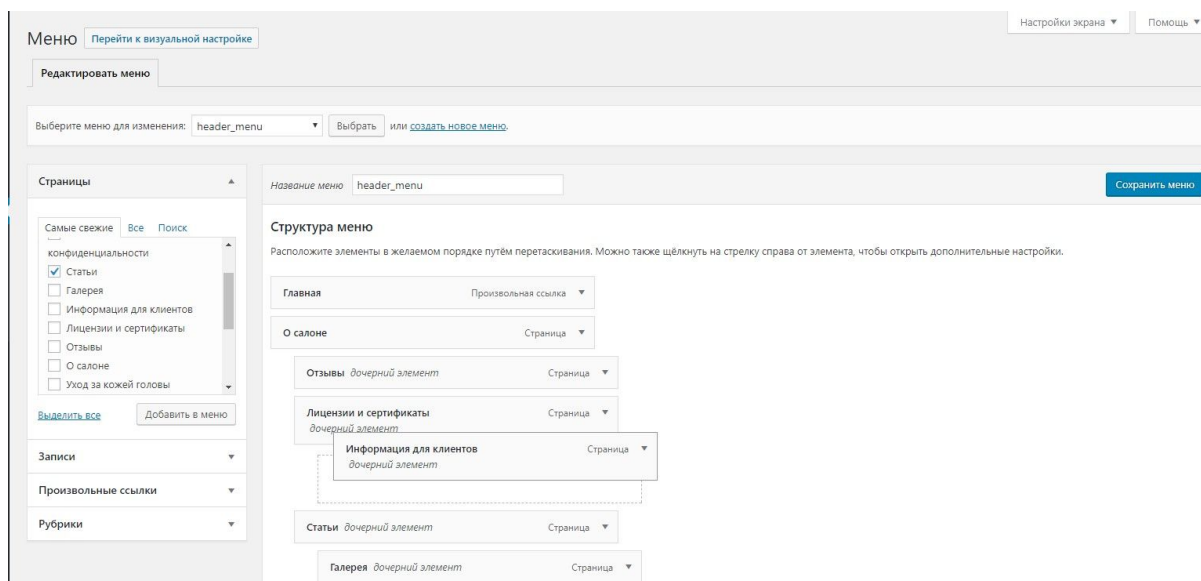 Настройки экрана ▼ Помощь ▼
Меню Перейти к визуальной настройке
Редактировать меню
Выберите меню для изменения: header_menu ▼ Выбрать или создать новое меню.
Страницы
Название меню header_menu Сохранить меню
Самые свежие Все Поиск
конфиденциальности
Статьи
Галерея
Информация для клиентов
Лицензии и сертификаты
Отзывы
О салоне
Уход за кожей головы
Выделить все Добавить в меню
Записи
Произвольные ссылки
Рубрики
Структура меню
Расположите элементы в желаемом порядке путём перетаскивания. Можно также щёлкнуть на стрелку справа от элемента, чтобы открыть дополнительные настройки.
Главная Произвольная ссылка
О салоне Страница
Отзывы дочерний элемент Страница
Лицензии и сертификаты Страница
дочерний элемент
Информация для клиентов Страница
дочерний элемент
Статьи дочерний элемент Страница
Галерея дочерний элемент Страница